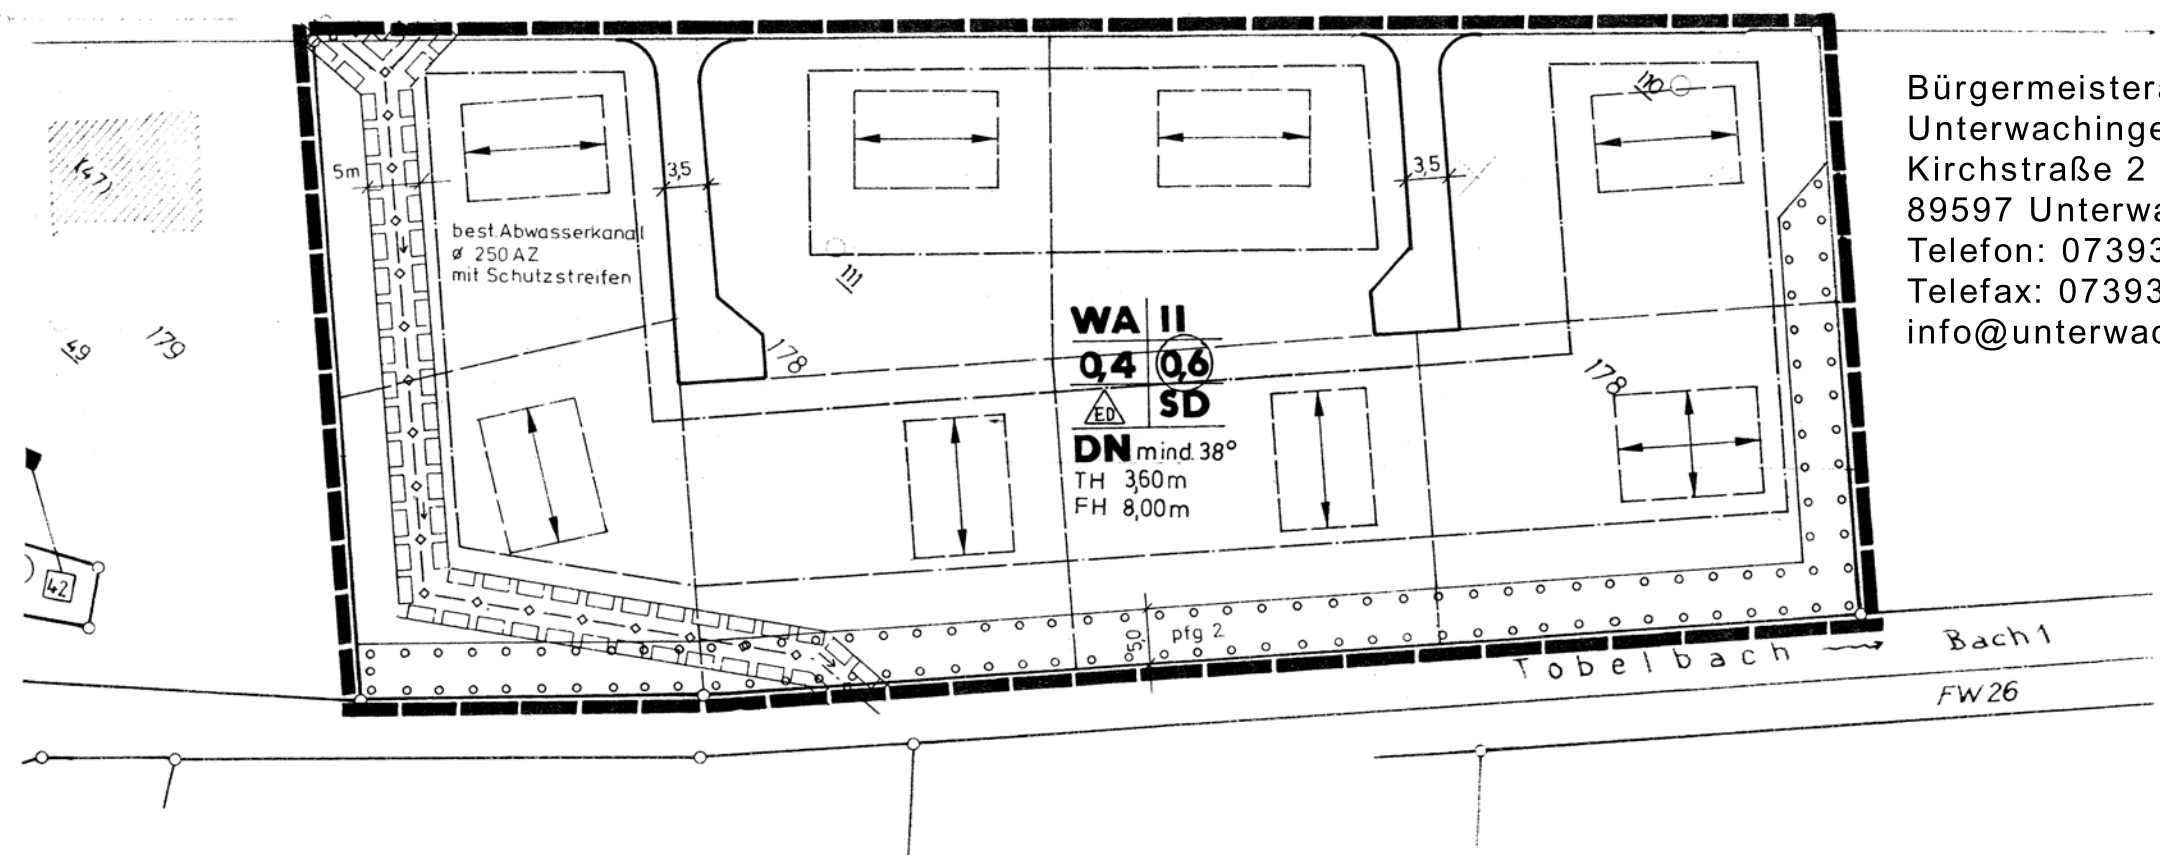 Bürgermeistera
Unterwachinge
Kirchstraße 2
89597 Unterwa
Telefon: 07393
Telefax: 07393
info@unterwac
(47)
49
179
42
5m
best. Abwasserkanal
ø 250 AZ
mit Schutzstreifen
3,5
111
178
3,5
110
178
WA II
0,4 0,6
ED SD
DN mind. 38°
TH 3,60m
FH 8,00m
5,0
pfg 2
Tobelbach
Bach 1
FW 26